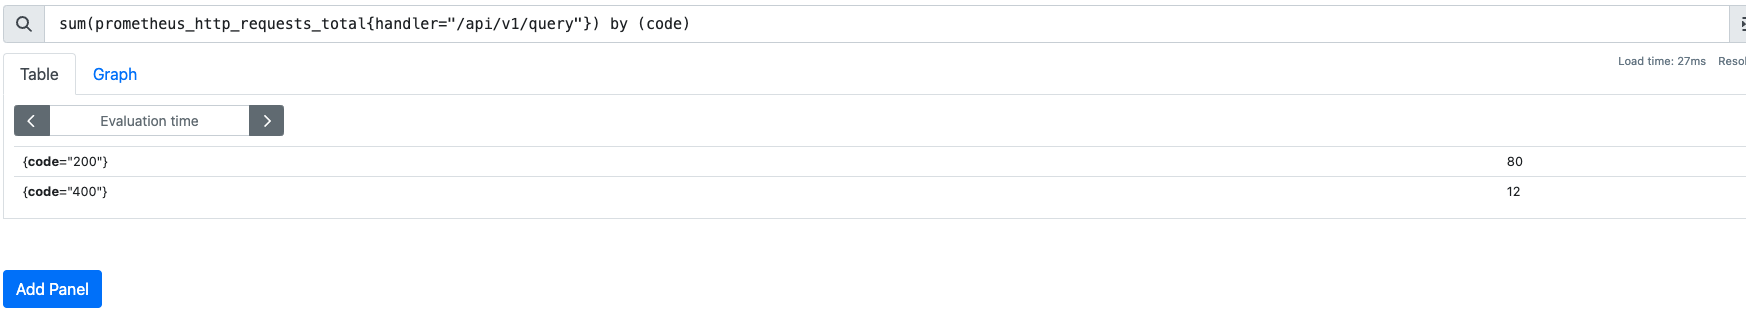 sum(prometheus_http_requests_total{handler="/api/v1/query"}) by (code)
Load time: 27ms
Table Graph
Evaluation time
{code="200"} 80
{code="400"} 12
Add Panel